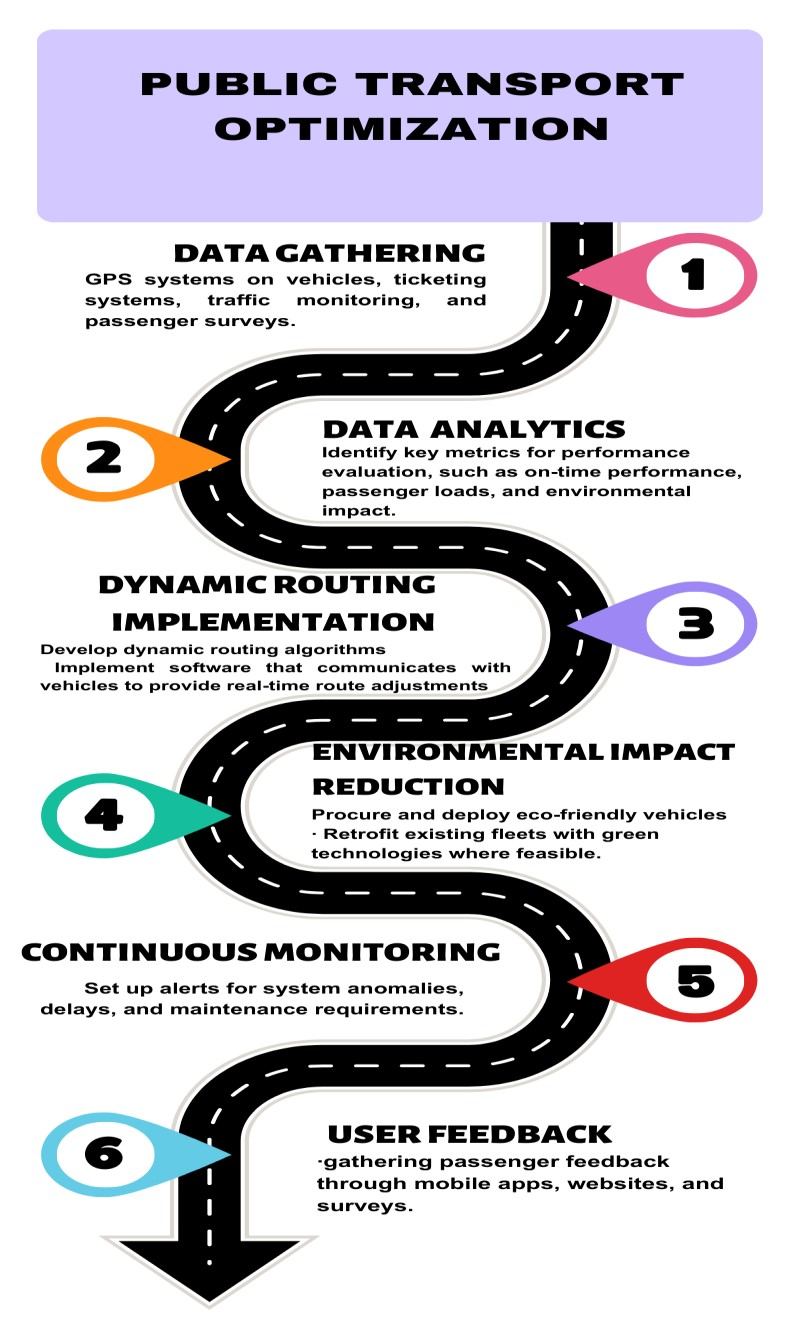 PUBLIC TRANSPORT
OPTIMIZATION
DATA GATHERING
GPS systems on vehicles, ticketing
systems, traffic monitoring, and
passenger surveys.
1
2
DATA ANALYTICS
Identify key metrics for performance
evaluation, such as on-time performance,
passenger loads, and environmental
impact.
DYNAMIC ROUTING
IMPLEMENTATION
Develop dynamic routing algorithms
Implement software that communicates with
vehicles to provide real-time route adjustments
3
4
ENVIRONMENTAL IMPACT
REDUCTION
Procure and deploy eco-friendly vehicles
· Retrofit existing fleets with green
technologies where feasible.
CONTINUOUS MONITORING
Set up alerts for system anomalies,
delays, and maintenance requirements.
5
6
USER FEEDBACK
·gathering passenger feedback
through mobile apps, websites, and
surveys.